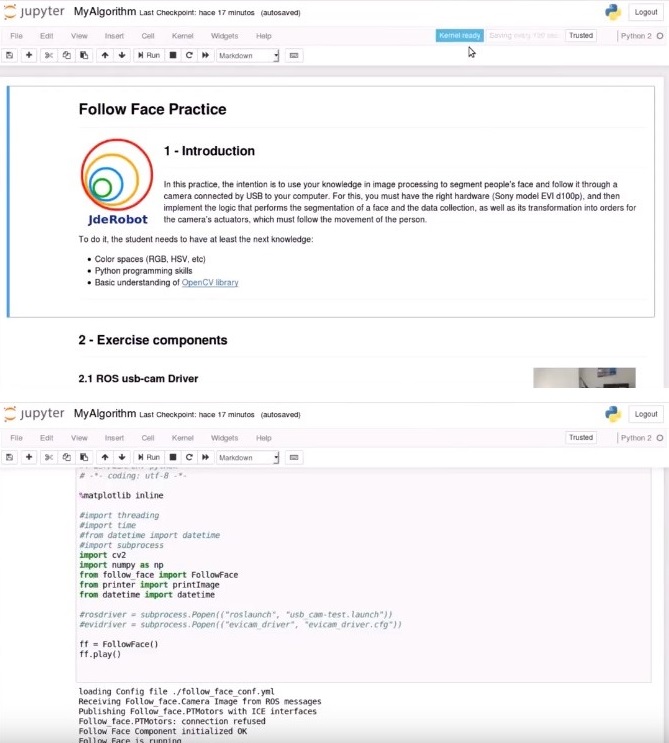 jupyter MyAlgorithm Last Checkpoint: hace 17 minutos (autosaved) Logout
File Edit View Insert Cell Kernel Widgets Help Kernel ready Trusted Python 2
Run Markdown
Follow Face Practice
1 - Introduction
In this practice, the intention is to use your knowledge in image processing to segment people's face and follow it through a
camera connected by USB to your computer. For this, you must have the right hardware (Sony model EVI d100p), and then
implement the logic that performs the segmentation of a face and the data collection, as well as its transformation into orders for
the camera's actuators, which must follow the movement of the person.
JdeRobot
To do it, the student needs to have at least the next knowledge:
Color spaces (RGB, HSV, etc)
Python programming skills
Basic understanding of OpenCV library
2 - Exercise components
2.1 ROS usb-cam Driver
jupyter MyAlgorithm Last Checkpoint: hace 17 minutos (autosaved) Logout
File Edit View Insert Cell Kernel Widgets Help Trusted Python 2
Run Markdown
# -*- coding: utf-8 -*-
%matplotlib inline
#import threading
#import time
#from datetime import datetime
#import subprocess
import cv2
import numpy as np
from follow_face import FollowFace
from printer import printImage
from datetime import datetime
#rosdriver = subprocess.Popen(("roslaunch", "usb_cam-test.launch"))
#evidriver = subprocess.Popen(("evicam_driver", "evicam_driver.cfg"))
ff = FollowFace()
ff.play()
loading Config file ./follow_face_conf.yml
Receiving Follow_face.Camera Image from ROS messages
Publishing Follow_face.PTMotors with ICE interfaces
Follow_face.PTMotors: connection refused
Follow Face Component initialized OK
Follow Face is running